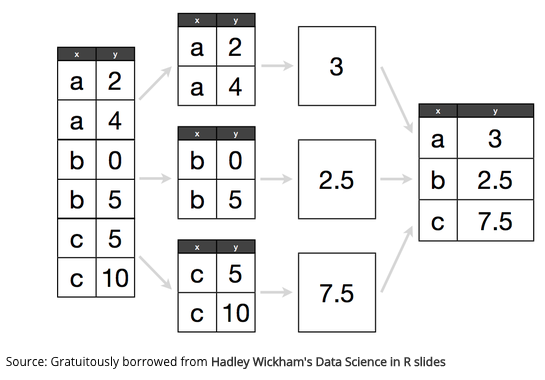 x y
a 2
a 4
b 0
b 5
c 5
c 10
x y
a 2
a 4
x y
b 0
b 5
x y
c 5
c 10
3
2.5
7.5
x y
a 3
b 2.5
c 7.5
Source: Gratuitously borrowed from Hadley Wickham's Data Science in R slides